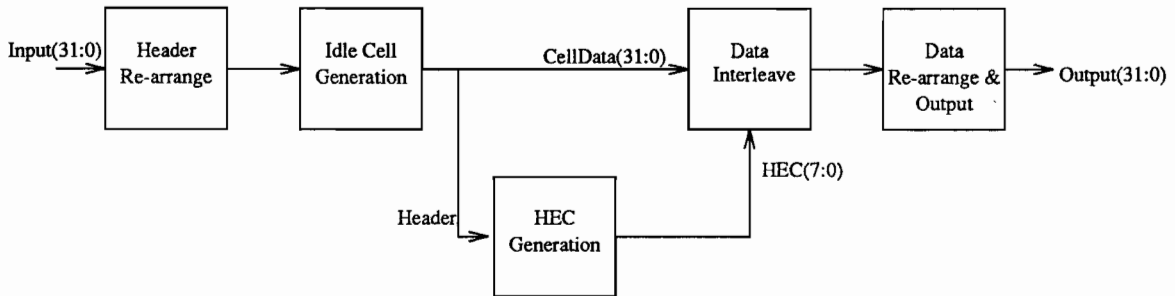 Input(31:0)
Header
Re-arrange
Idle Cell
Generation
CellData(31:0)
Data
Interleave
Data
Re-arrange &
Output
Output(31:0)
HEC(7:0)
Header
HEC
Generation